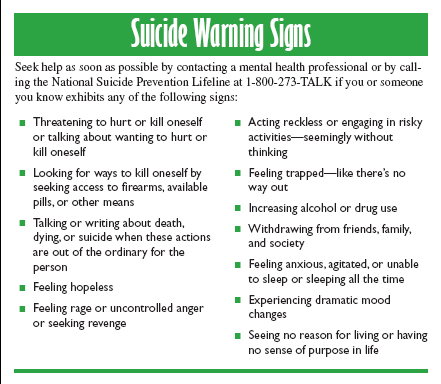 Suicide Warning Signs
Seek help as soon as possible by contacting a mental health professional or by call-
ing the National Suicide Prevention Lifeline at 1-800-273-TALK if you or someone
you know exhibits any of the following signs:
Threatening to hurt or kill oneself
or talking about wanting to hurt or
kill oneself
Looking for ways to kill oneself by
seeking access to firearms, available
pills, or other means
Talking or writing about death,
dying, or suicide when these actions
are out of the ordinary for the
person
Feeling hopeless
Feeling rage or uncontrolled anger
or seeking revenge
Acting reckless or engaging in risky
activities—seemingly without
thinking
Feeling trapped—like there's no
way out
Increasing alcohol or drug use
Withdrawing from friends, family,
and society
Feeling anxious, agitated, or unable
to sleep or sleeping all the time
Experiencing dramatic mood
changes
Seeing no reason for living or having
no sense of purpose in life